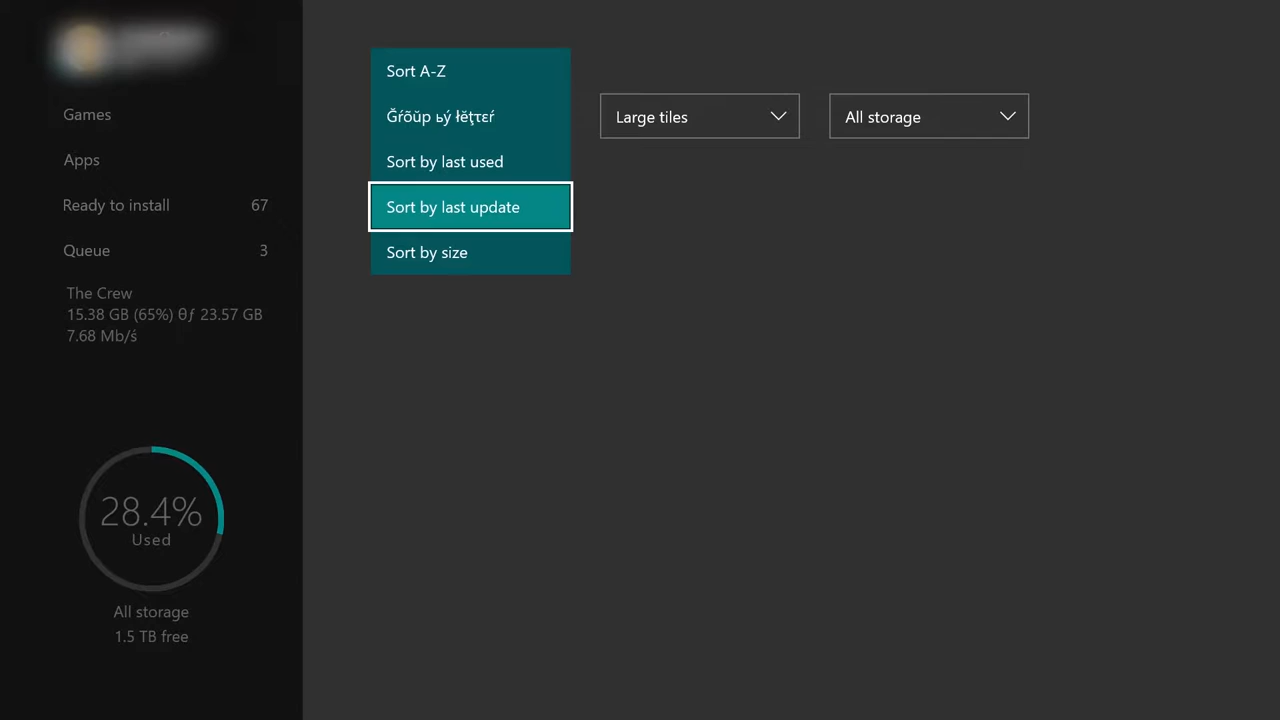 Games
Apps
Ready to install 67
Queue 3
The Crew
15.38 GB (65%) θƒ 23.57 GB
7.68 Mb/ś
28.4%
Used
All storage
1.5 TB free
Sort A-Z
Ğŕõŭp ьý łëţτεŕ
Sort by last used
Sort by last update
Sort by size
Large tiles
All storage